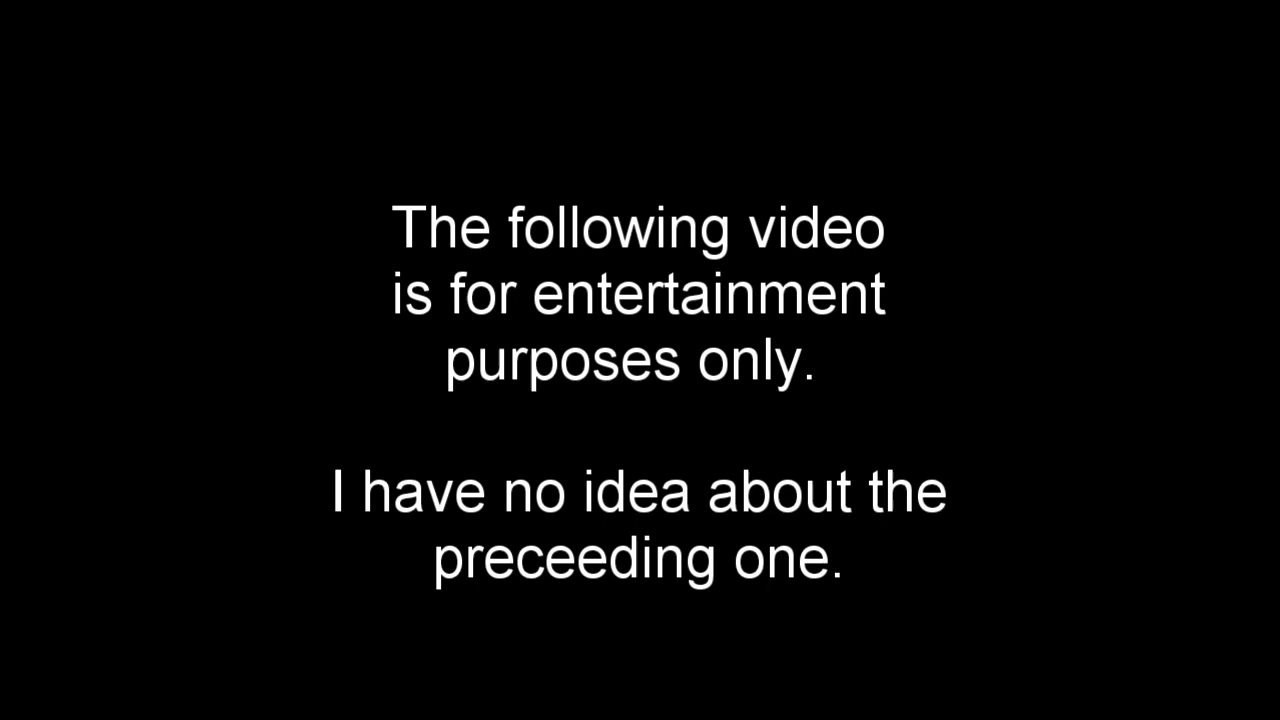 The following video
is for entertainment
purposes only.
I have no idea about the
preceeding one.